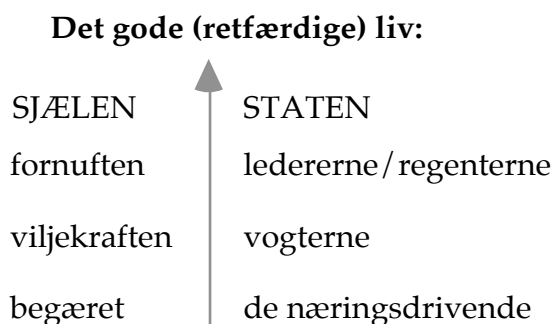 Det gode (retfærdige) liv:
SJÆLEN STATEN
fornuften ledererne/regenterne
viljekraften vogterne
begæret de næringsdrivende